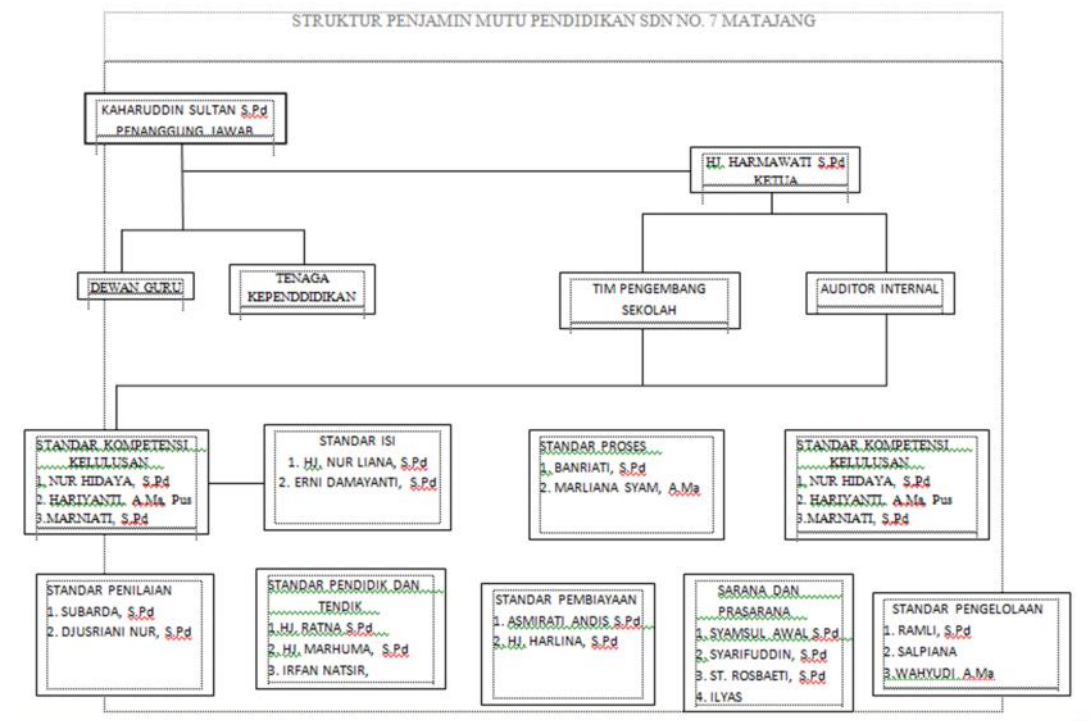 STRUKTUR PENJAMIN MUTU PENDIDIKAN SDN NO. 7 MATAJANG
KAHARUDDIN SULTAN S.Pd
PENANGGUNG JAWAB
HJ. HARMAWATI S.Pd
KETUA
DEWAN GURU
TENAGA
KEPENDDIDIKAN
TIM PENGEMBANG
SEKOLAH
AUDITOR INTERNAL
STANDAR KOMPETENSI
KELULUSAN
1. NUR HIDAYA, S.Pd
2. HARIYANTI, A.Ma, Pus
3.MARNIATI, S.Pd
STANDAR ISI
1. HJ. NUR LIANA, S.Pd
2. ERNI DAMAYANTI, S.Pd
STANDAR PROSES
1. BANRIATI, S.Pd
2. MARLIANA SYAM, A.Ma
STANDAR KOMPETENSI
KELULUSAN
1. NUR HIDAYA, S.Pd
2. HARIYANTI, A.Ma, Pus
3.MARNIATI, S.Pd
STANDAR PENILAIAN
1. SUBARDA, S.Pd
2. DJUSRIANI NUR, S.Pd
STANDAR PENDIDIK DAN
TENDIK
1.HJ. RATNA,S.Pd
2. HJ. MARHUMA, S.Pd
3. IRFAN NATSIR,
STANDAR PEMBIAYAAN
1. ASMIRATI ANDIS S.Pd
2. HJ. HARLINA, S.Pd
SARANA DAN
PRASARANA
1. SYAMSUL AWAL,S.Pd
2. SYARIFUDDIN, S.Pd
3. ST. ROSBAETI, S.Pd
4. ILYAS
STANDAR PENGELOLAAN
1. RAMLI, S.Pd
2. SALPIANA
3.WAHYUDI A.Ma